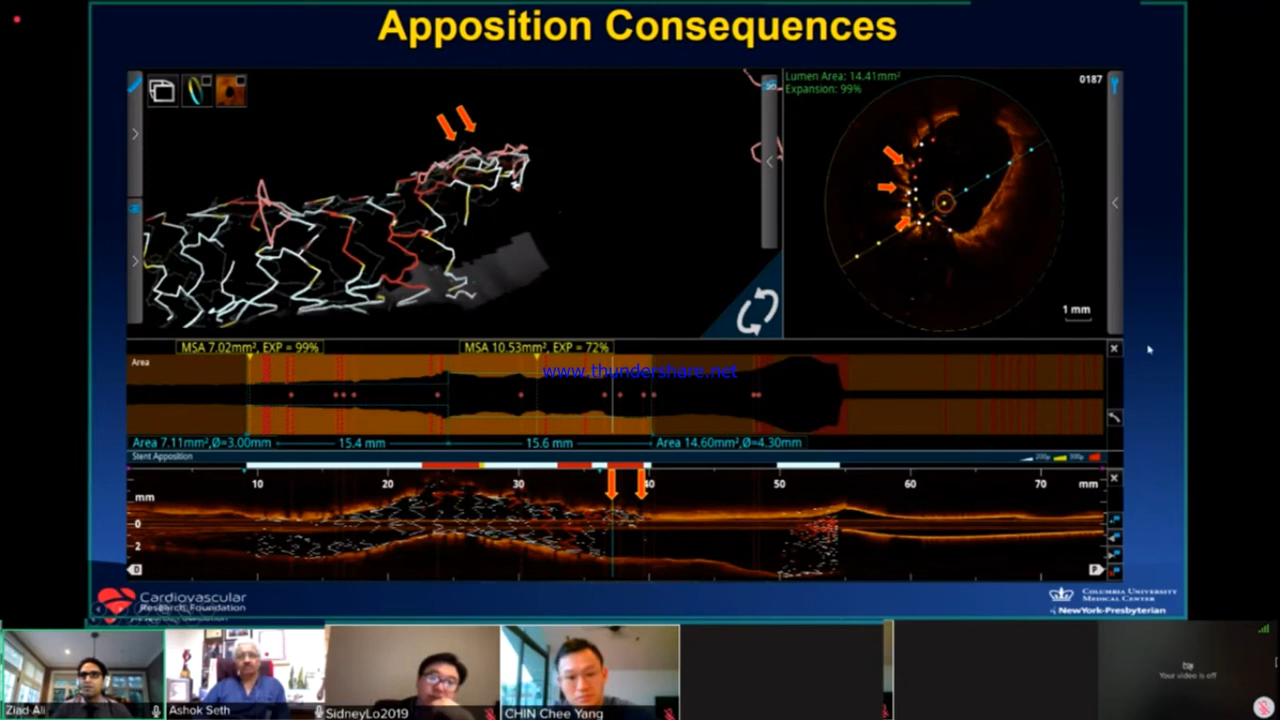 Apposition Consequences
Lumen Area: 14.41mm²
Expansion: 99%
0187
1 mm
MSA 7.02mm², EXP = 99%
MSA 10.53mm², EXP = 72%
Area
www.thundershare.net
Area 7.11mm²,Ø=3.00mm
15.4 mm
15.6 mm
Area 14.60mm²,Ø=4.30mm
Stent Apposition
200µ
300µ
10
20
30
40
50
60
70
mm
mm
0
2
D
P
Cardiovascular
Research Foundation
COLUMBIA UNIVERSITY
MEDICAL CENTER
NewYork-Presbyterian
Ziad Ali
Ashok Seth
SidneyLo2019
CHIN Chee Yang
Your video is off